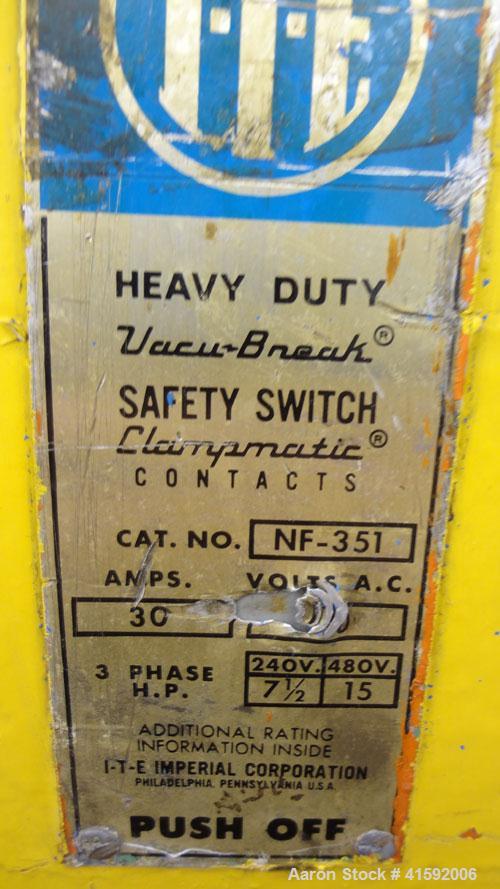 I-T-E
HEAVY DUTY
Vacu-Break®
SAFETY SWITCH
Clampmatic®
CONTACTS
CAT. NO. NF-351
AMPS. VOLTS A.C.
30
3 PHASE H.P.
240V. 480V.
7½ 15
ADDITIONAL RATING
INFORMATION INSIDE
I-T-E IMPERIAL CORPORATION
PHILADELPHIA, PENNSYLVANIA U.S.A.
PUSH OFF
Aaron Stock # 41592006